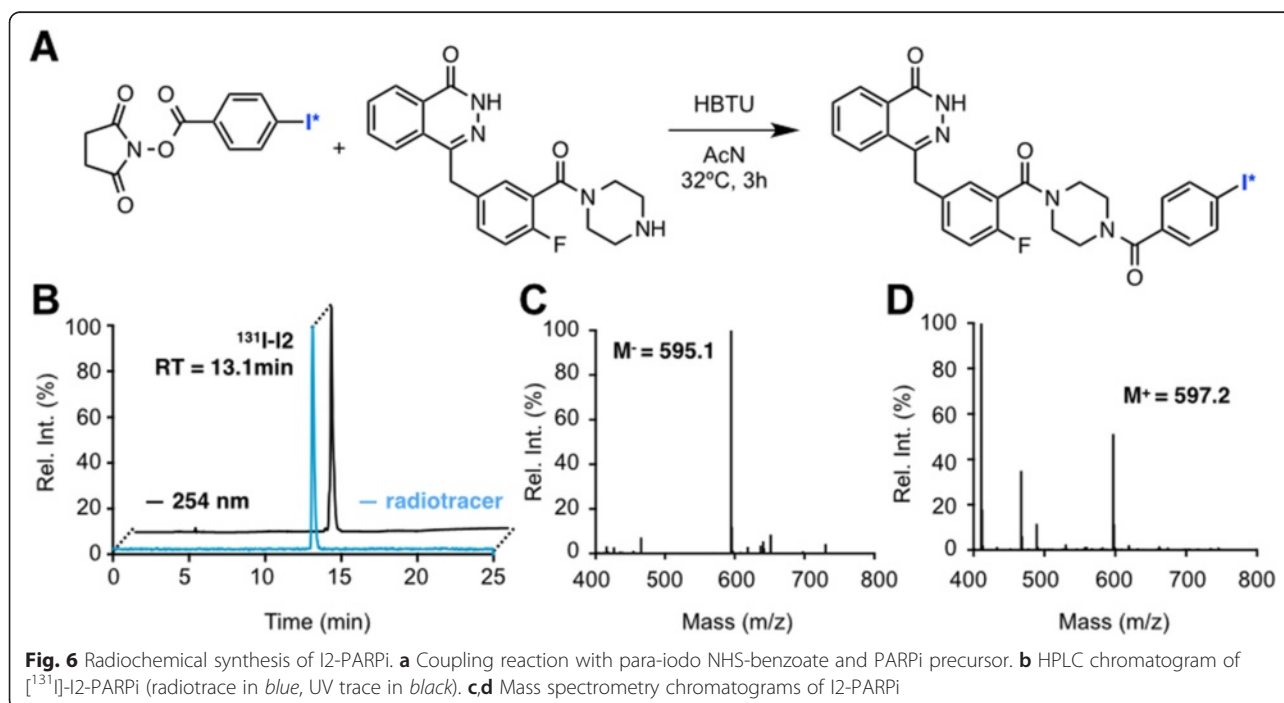 A
O
O
N-O
O
I*
+
O
NH
N
O
N
NH
F
HBTU
AcN
32ºC, 3h
O
NH
N
O
N
N
F
O
I*
B
Rel. Int. (%)
100
80
60
40
20
0
¹³¹I-I2
RT = 13.1min
— 254 nm
— radiotracer
0 5 10 15 20 25
Time (min)
C
Rel. Int. (%)
100
80
60
40
20
0
M⁻ = 595.1
400 500 600 700 800
Mass (m/z)
D
Rel. Int. (%)
100
80
60
40
20
0
M⁺ = 597.2
400 500 600 700 800
Mass (m/z)
Fig. 6 Radiochemical synthesis of I2-PARPi. a Coupling reaction with para-iodo NHS-benzoate and PARPi precursor. b HPLC chromatogram of
[¹³¹I]-I2-PARPi (radiotrace in blue, UV trace in black). c,d Mass spectrometry chromatograms of I2-PARPi